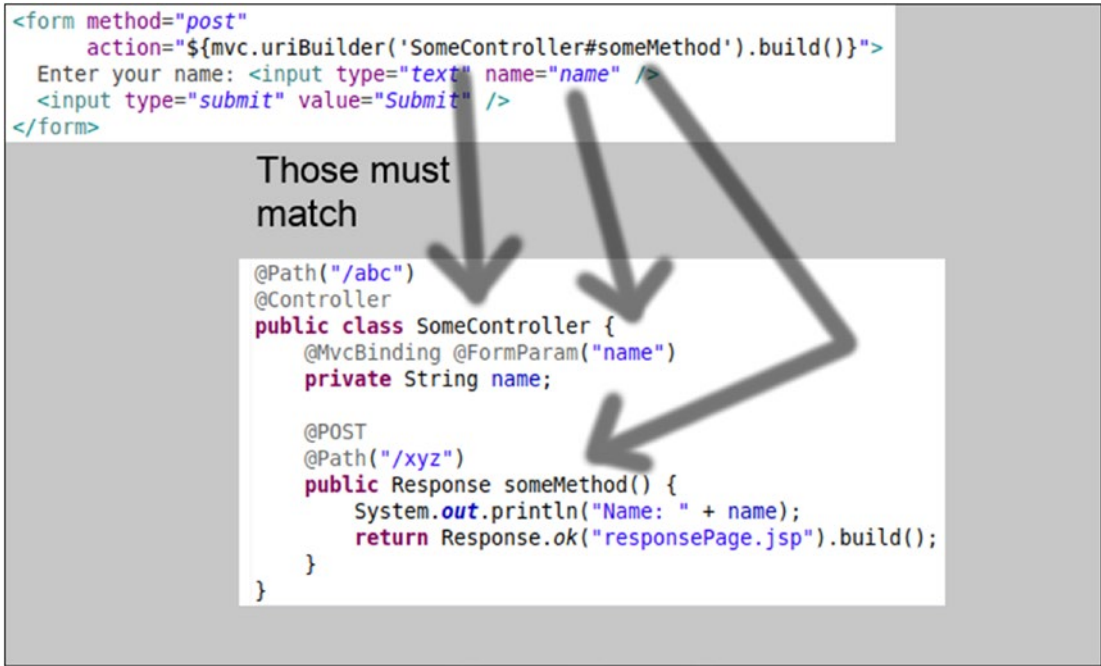 <form method="post"
      action="${mvc.uriBuilder('SomeController#someMethod').build()}">
  Enter your name: <input type="text" name="name" />
  <input type="submit" value="Submit" />
</form>
Those must
match
@Path("/abc")
@Controller
public class SomeController {
    @MvcBinding @FormParam("name")
    private String name;

    @POST
    @Path("/xyz")
    public Response someMethod() {
        System.out.println("Name: " + name);
        return Response.ok("responsePage.jsp").build();
    }
}